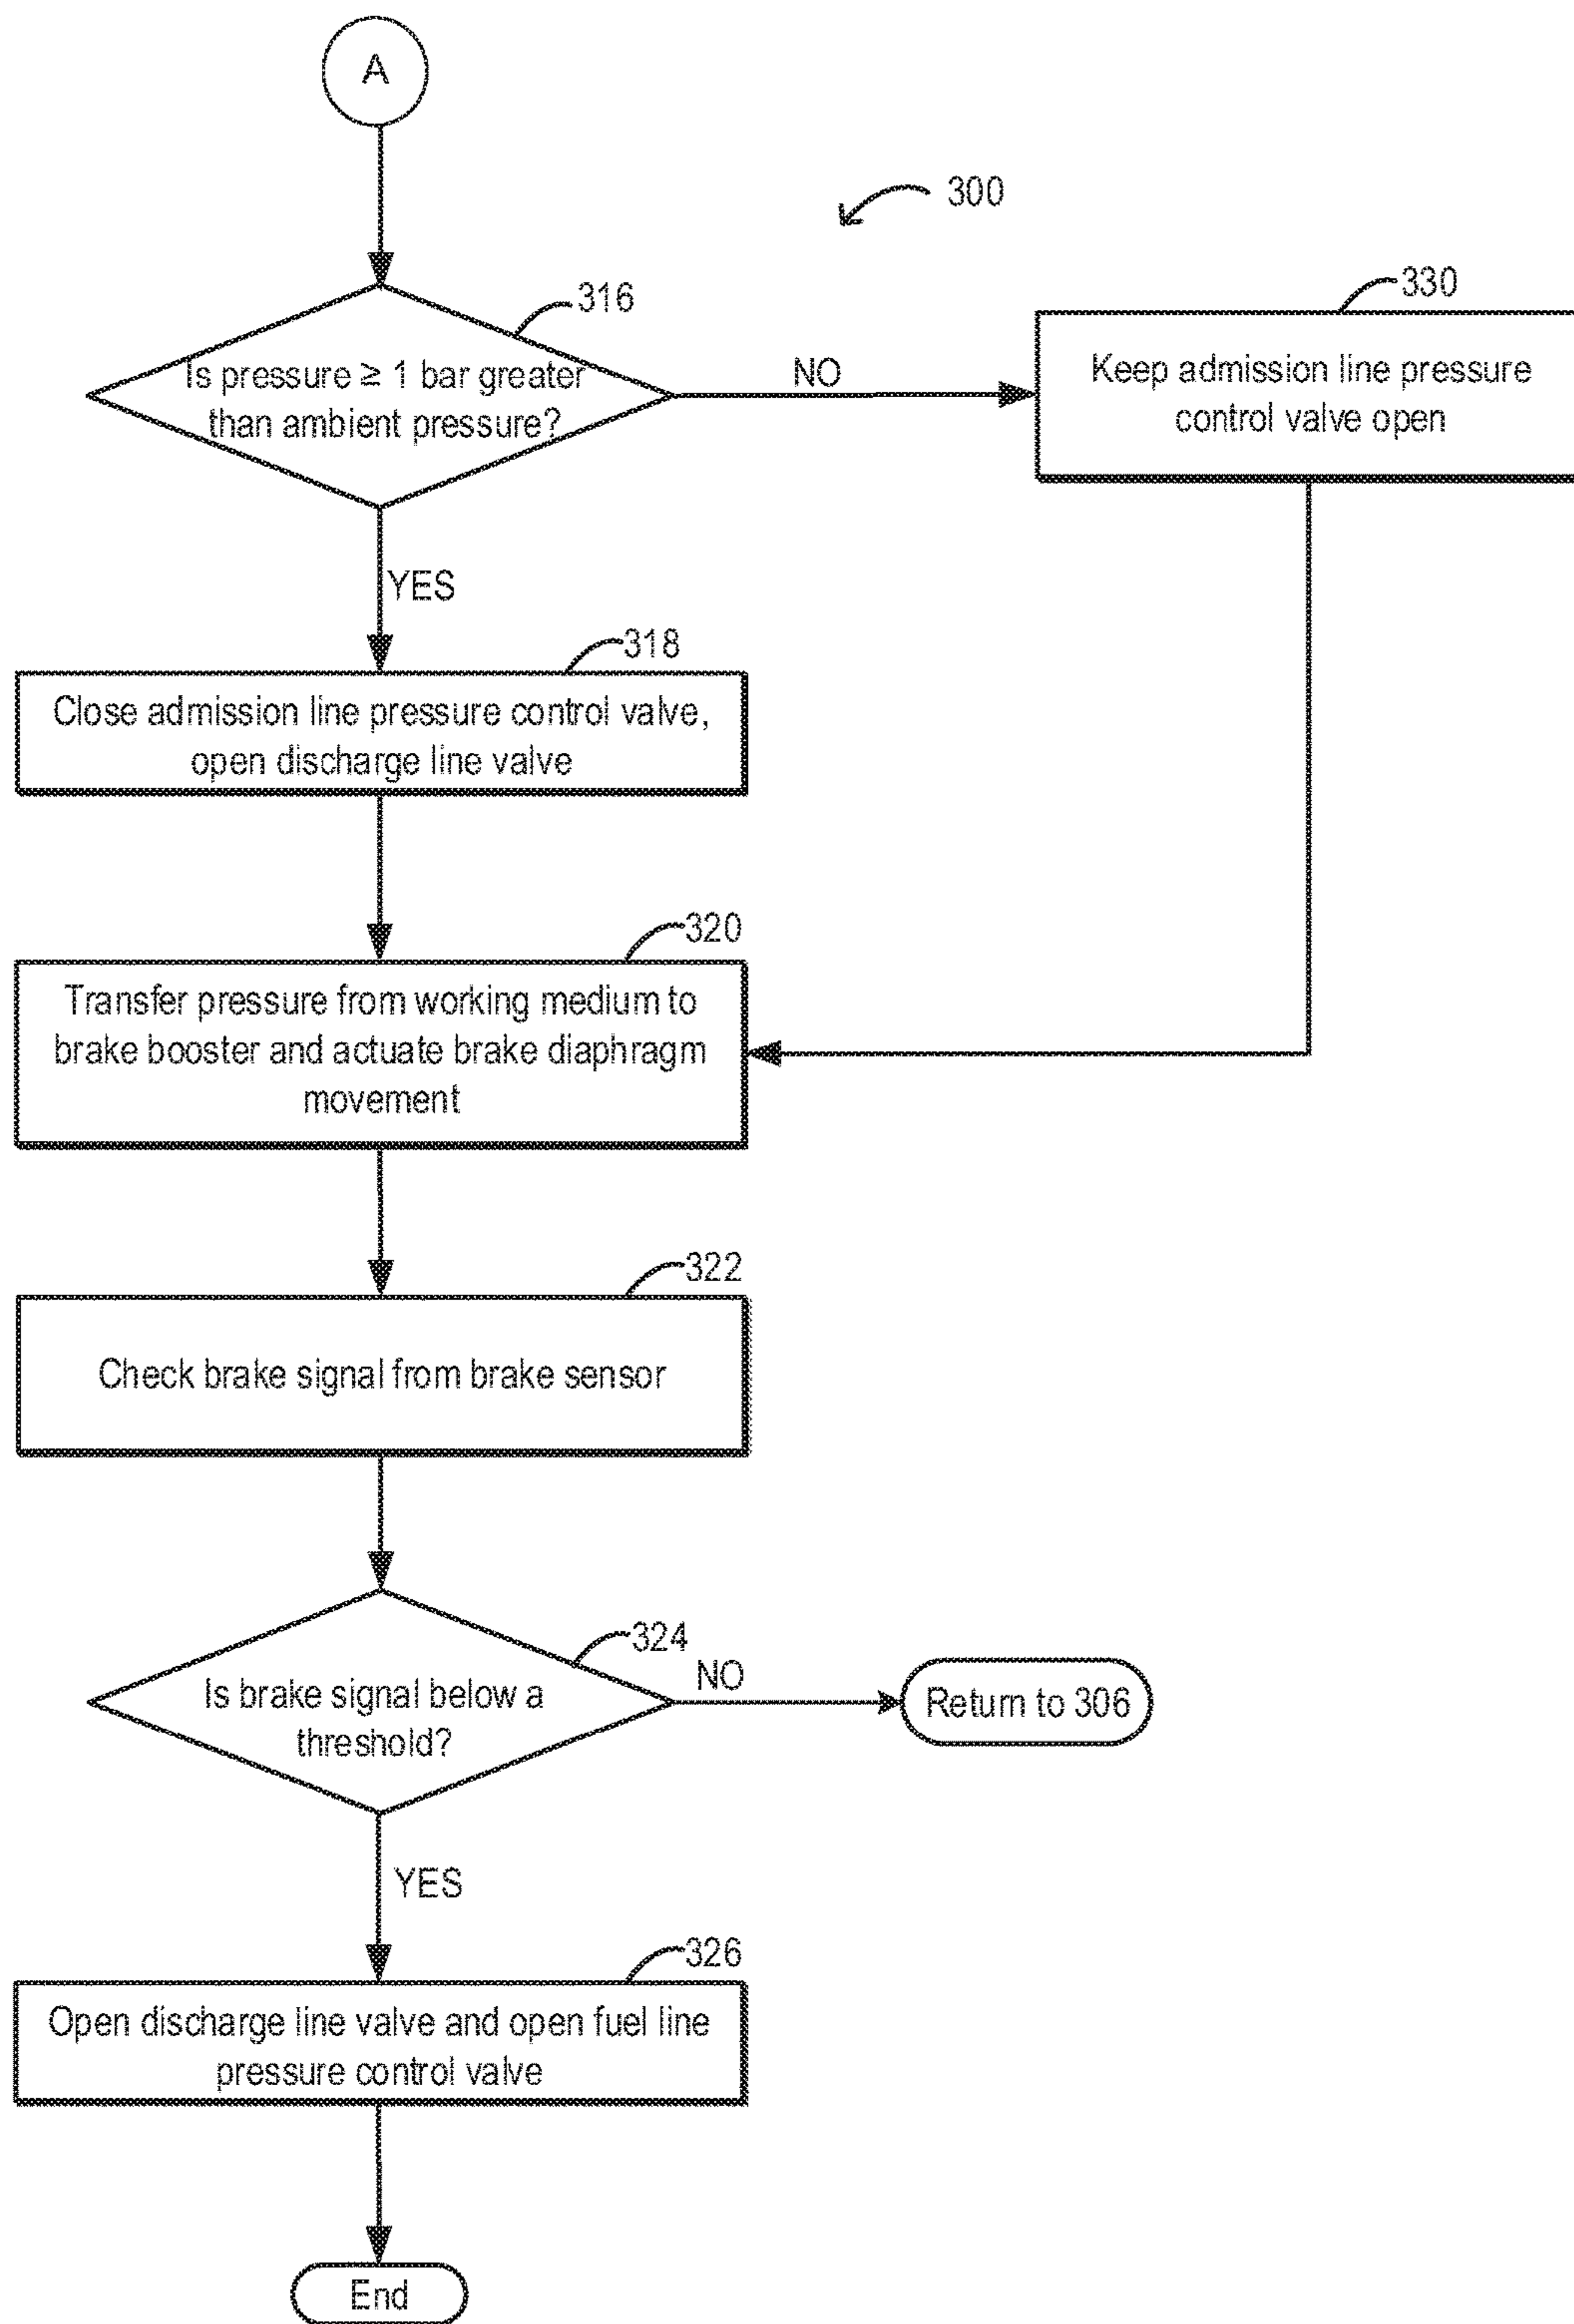 A
300
316
Is pressure ≥ 1 bar greater
than ambient pressure?
NO
330
Keep admission line pressure
control valve open
YES
318
Close admission line pressure control valve,
open discharge line valve
320
Transfer pressure from working medium to
brake booster and actuate brake diaphragm
movement
322
Check brake signal from brake sensor
324
Is brake signal below a
threshold?
NO
Return to 306
YES
326
Open discharge line valve and open fuel line
pressure control valve
End